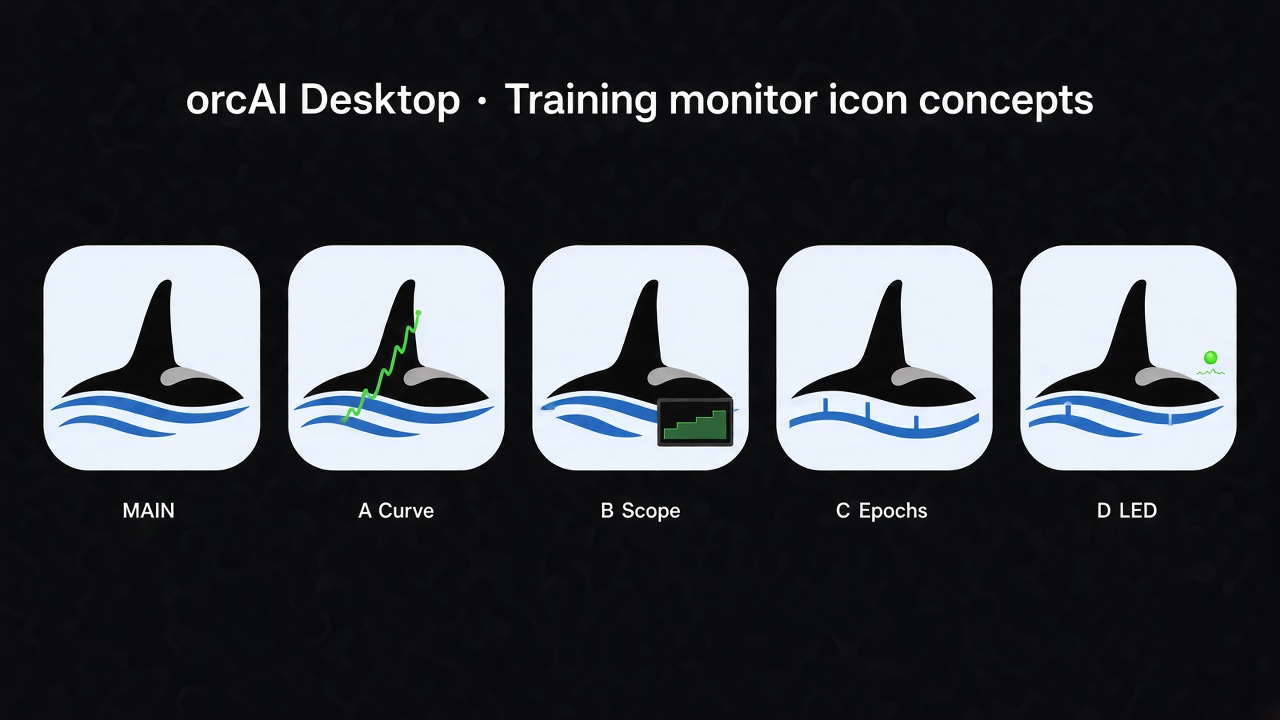 orcAI Desktop · Training monitor icon concepts
MAIN
A Curve
B Scope
C Epochs
D LED